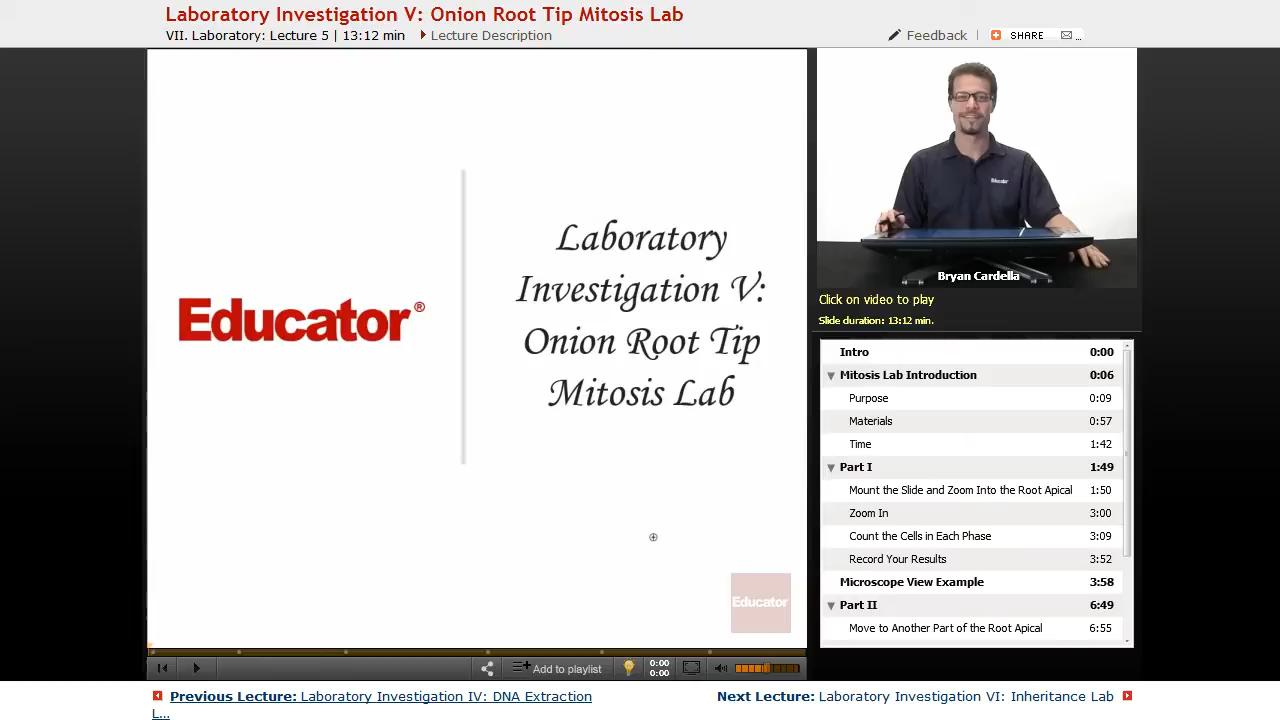 Laboratory Investigation V: Onion Root Tip Mitosis Lab
VII. Laboratory: Lecture 5 | 13:12 min
Lecture Description
Feedback
SHARE
...
Educator®
Laboratory
Investigation V:
Onion Root Tip
Mitosis Lab
Educator
Educator
Bryan Cardella
Click on video to play
Slide duration: 13:12 min.
Intro 0:00
Mitosis Lab Introduction 0:06
Purpose 0:09
Materials 0:57
Time 1:42
Part I 1:49
Mount the Slide and Zoom Into the Root Apical 1:50
Zoom In 3:00
Count the Cells in Each Phase 3:09
Record Your Results 3:52
Microscope View Example 3:58
Part II 6:49
Move to Another Part of the Root Apical 6:55
Add to playlist
0:00
0:00
Previous Lecture: Laboratory Investigation IV: DNA Extraction
L...
Next Lecture: Laboratory Investigation VI: Inheritance Lab